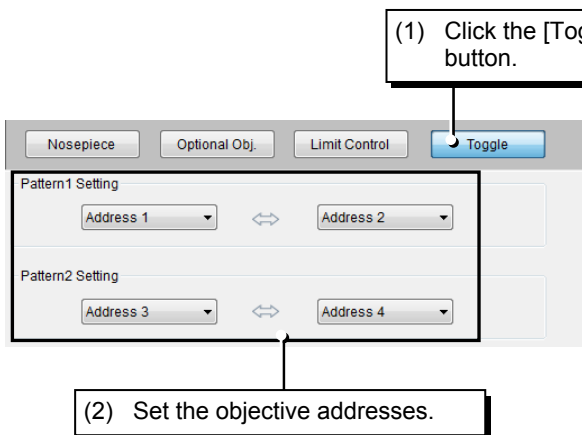 (1) Click the
button.
Nosepiece
Optional Obj.
Limit Control
Toggle
Pattern1 Setting
Address 1
Address 2
Pattern2 Setting
Address 3
Address 4
(2) Set the objective addresses.